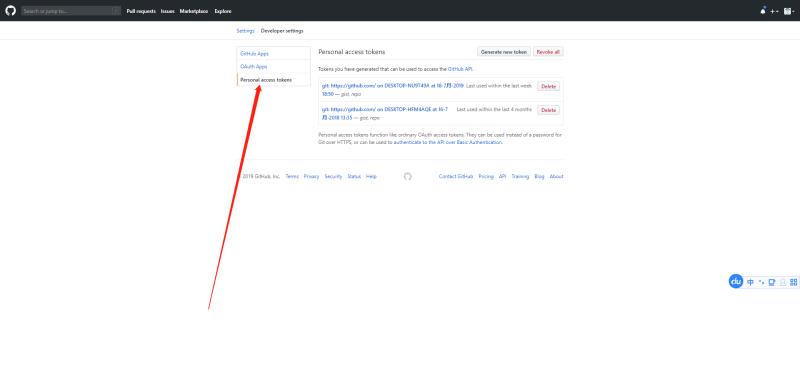 Search or jump to...
/
Pull requests Issues Marketplace Explore
Settings Developer settings
GitHub Apps
OAuth Apps
Personal access tokens
Personal access tokens
Generate new token
Revoke all
Tokens you have generated that can be used to access the GitHub API.
git: https://github.com/ on DESKTOP-NU9T49A at 16-7月-2019
18:50 — gist, repo
Last used within the last week
Delete
git: https://github.com/ on DESKTOP-HFM4AQE at 16-7
月-2018 13:35 — gist, repo
Last used within the last 4 months
Delete
Personal access tokens function like ordinary OAuth access tokens. They can be used instead of a password for
Git over HTTPS, or can be used to authenticate to the API over Basic Authentication.
2019 GitHub, Inc. Terms Privacy Security Status Help
Contact GitHub Pricing API Training Blog About
du 中